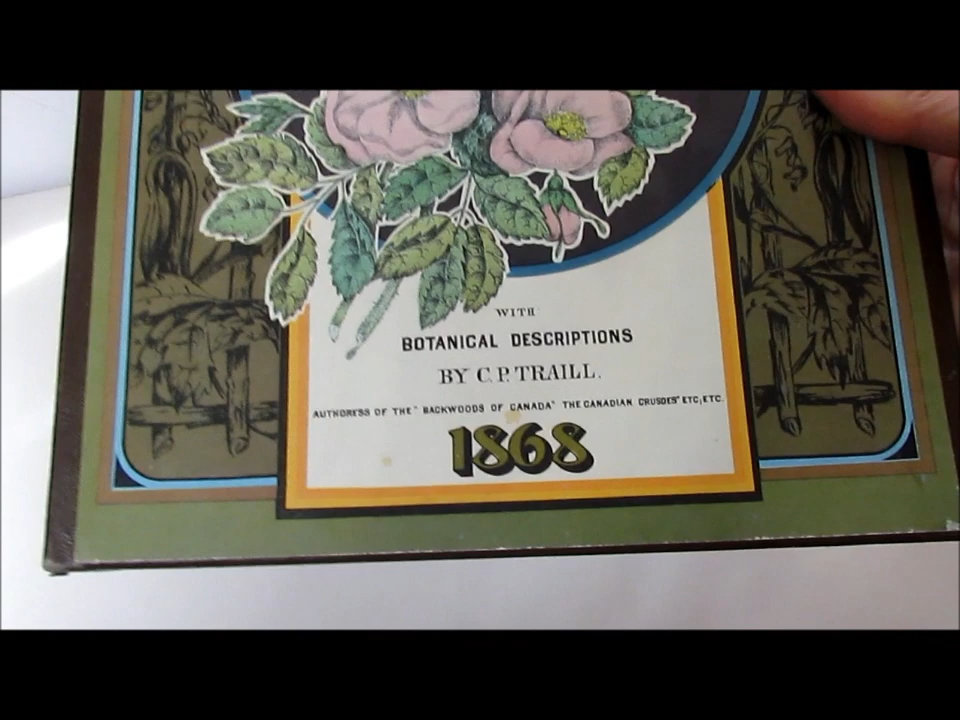 WITH
BOTANICAL DESCRIPTIONS
BY C. P. TRAILL.
AUTHORESS OF THE "BACKWOODS OF CANADA" THE CANADIAN CRUSOES" ETC, ETC.
1868